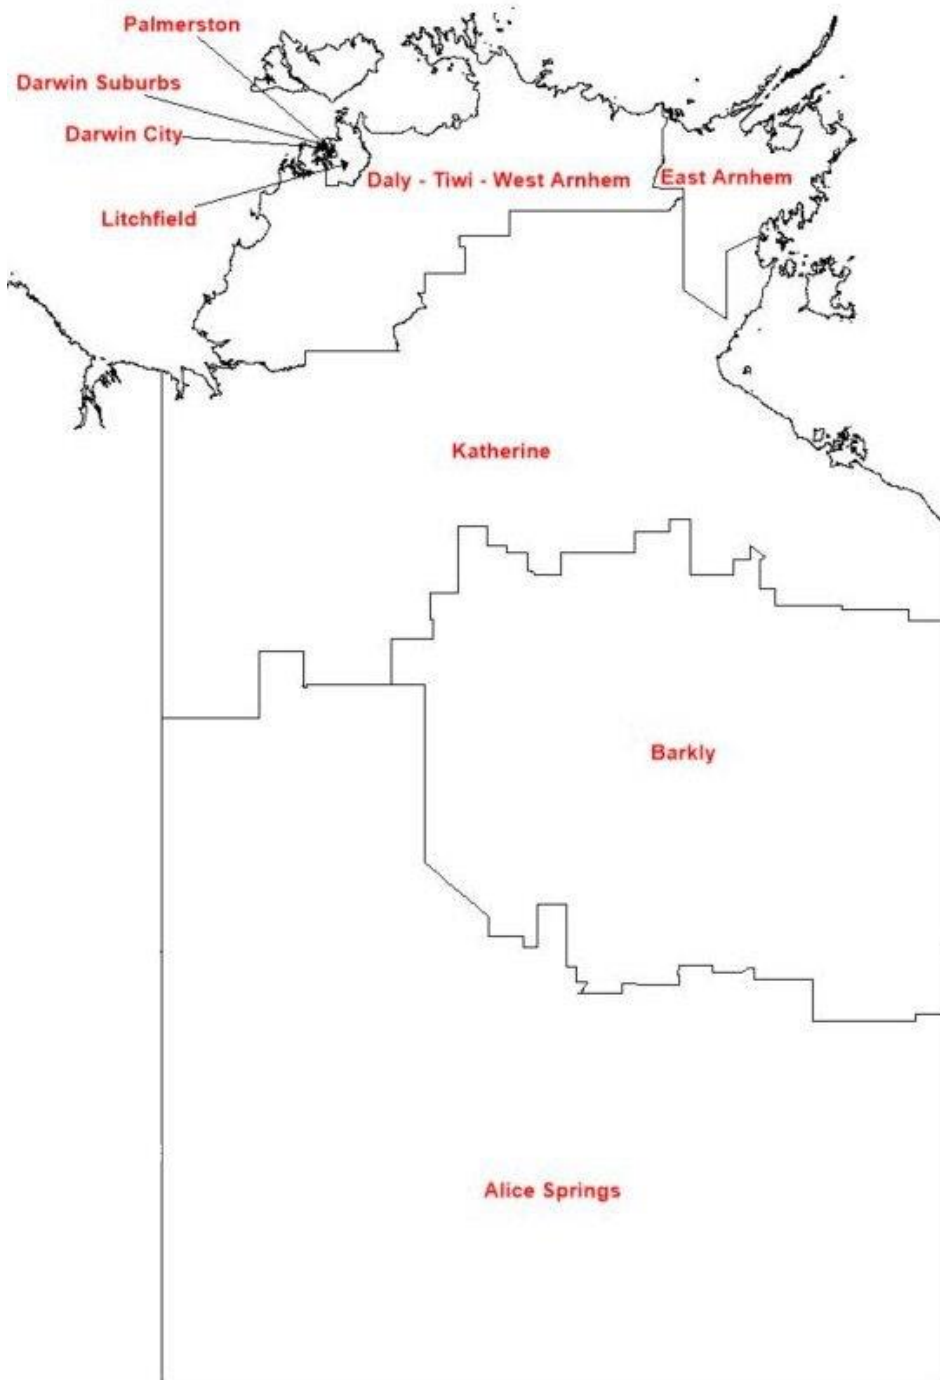 Palmerston
Darwin Suburbs
Darwin City
Litchfield
Daly - Tiwi - West Arnhem
East Arnhem
Katherine
Barkly
Alice Springs